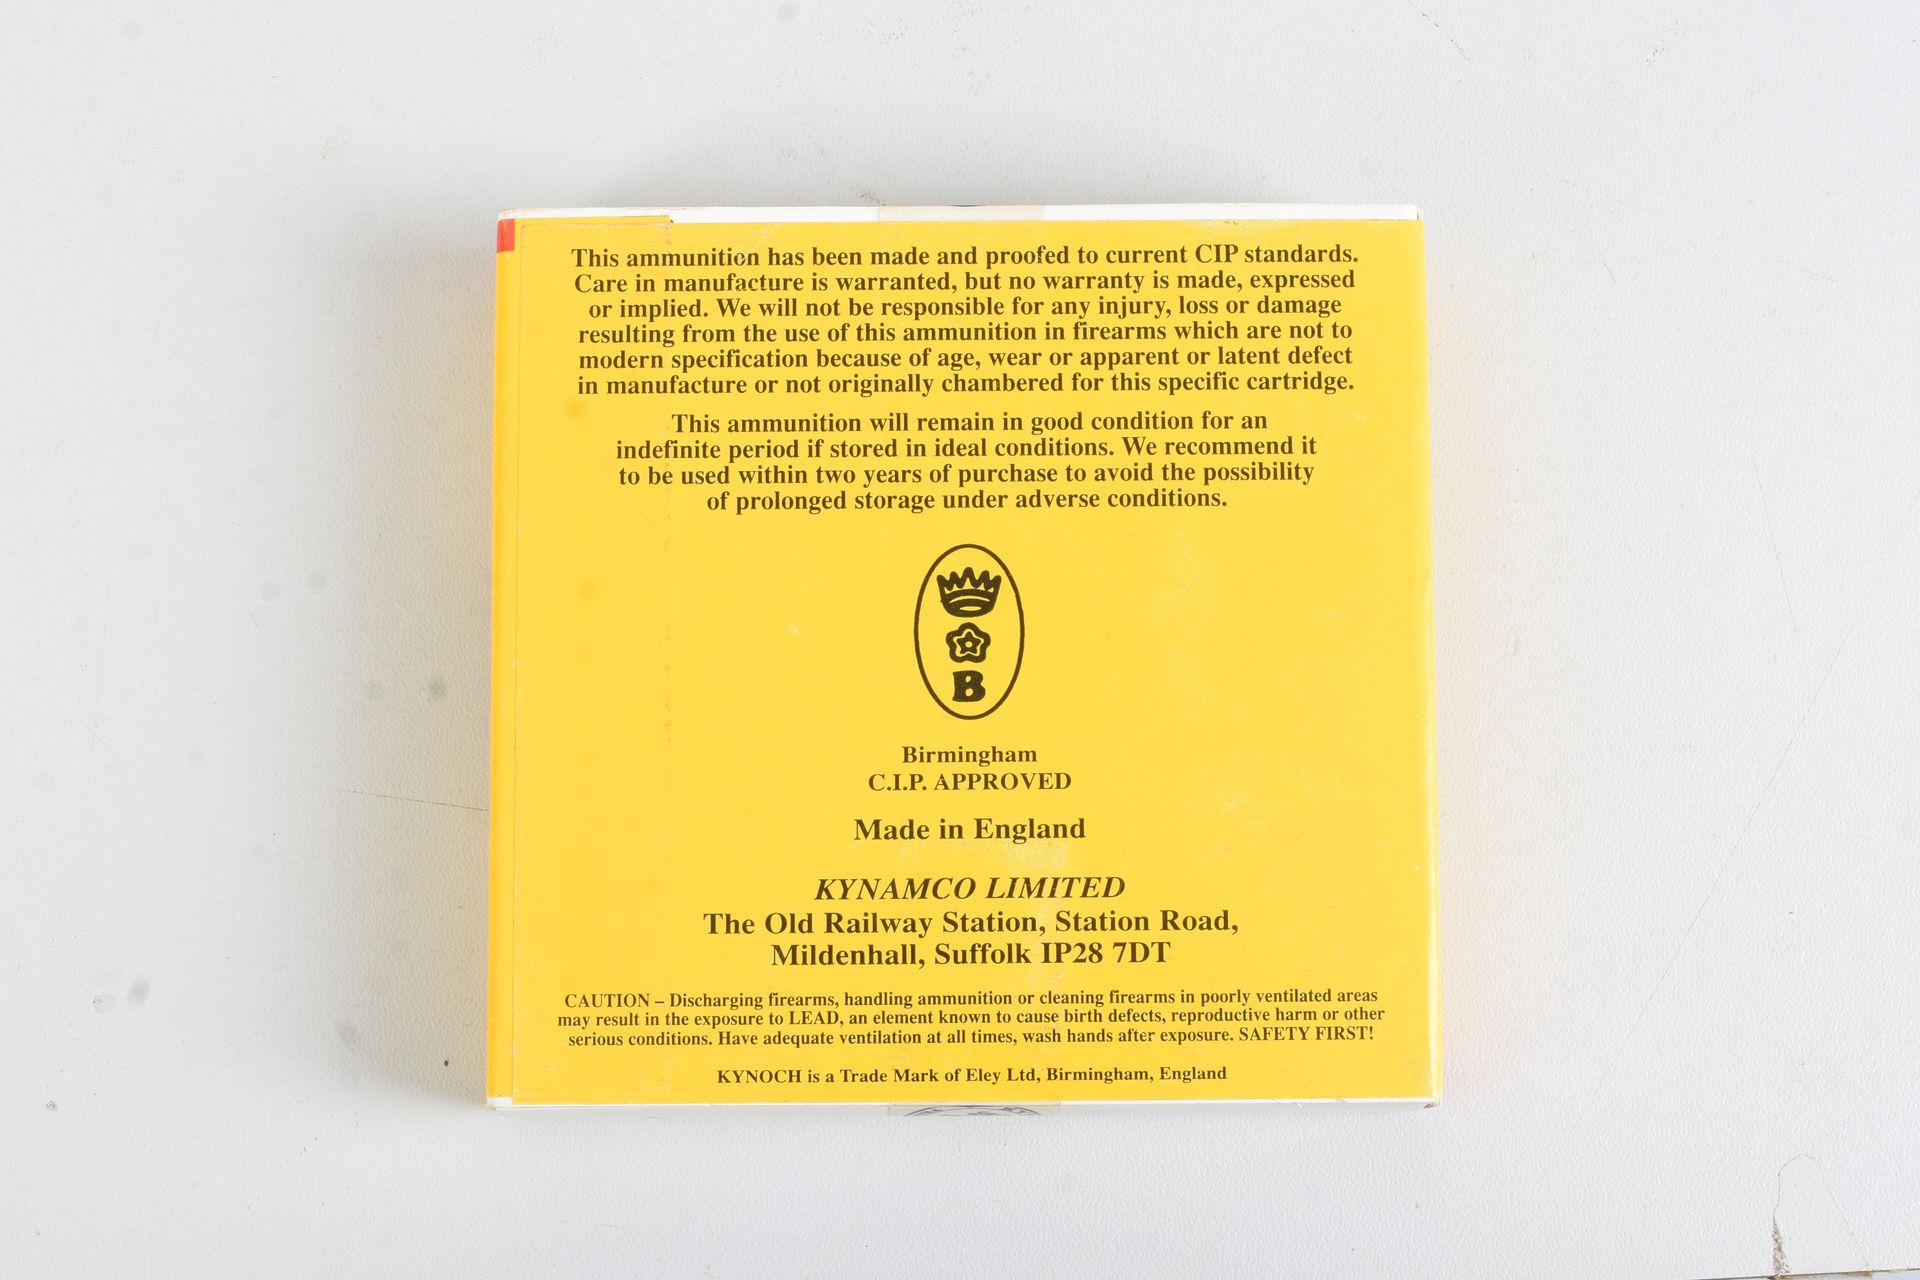 This ammunition has been made and proofed to current CIP standards.
Care in manufacture is warranted, but no warranty is made, expressed
or implied. We will not be responsible for any injury, loss or damage
resulting from the use of this ammunition in firearms which are not to
modern specification because of age, wear or apparent or latent defect
in manufacture or not originally chambered for this specific cartridge.
This ammunition will remain in good condition for an
indefinite period if stored in ideal conditions. We recommend it
to be used within two years of purchase to avoid the possibility
of prolonged storage under adverse conditions.
B
Birmingham
C.I.P. APPROVED
Made in England
KYNAMCO LIMITED
The Old Railway Station, Station Road,
Mildenhall, Suffolk IP28 7DT
CAUTION – Discharging firearms, handling ammunition or cleaning firearms in poorly ventilated areas
may result in the exposure to LEAD, an element known to cause birth defects, reproductive harm or other
serious conditions. Have adequate ventilation at all times, wash hands after exposure. SAFETY FIRST!
KYNOCH is a Trade Mark of Eley Ltd, Birmingham, England